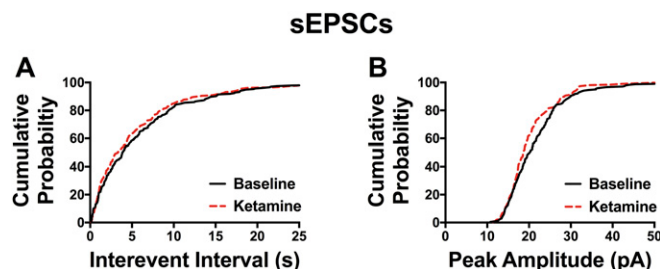 sEPSCs
A
B
Cumulative
Probabiltiy
100
80
60
40
20
0
Baseline
Ketamine
0 5 10 15 20 25
Interevent Interval (s)
Cumulative
Probabiltiy
100
80
60
40
20
0
Baseline
Ketamine
0 10 20 30 40 50
Peak Amplitude (pA)